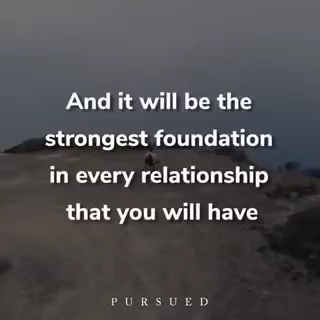 And it will be the
strongest foundation
in every relationship
that you will have
PURSUED